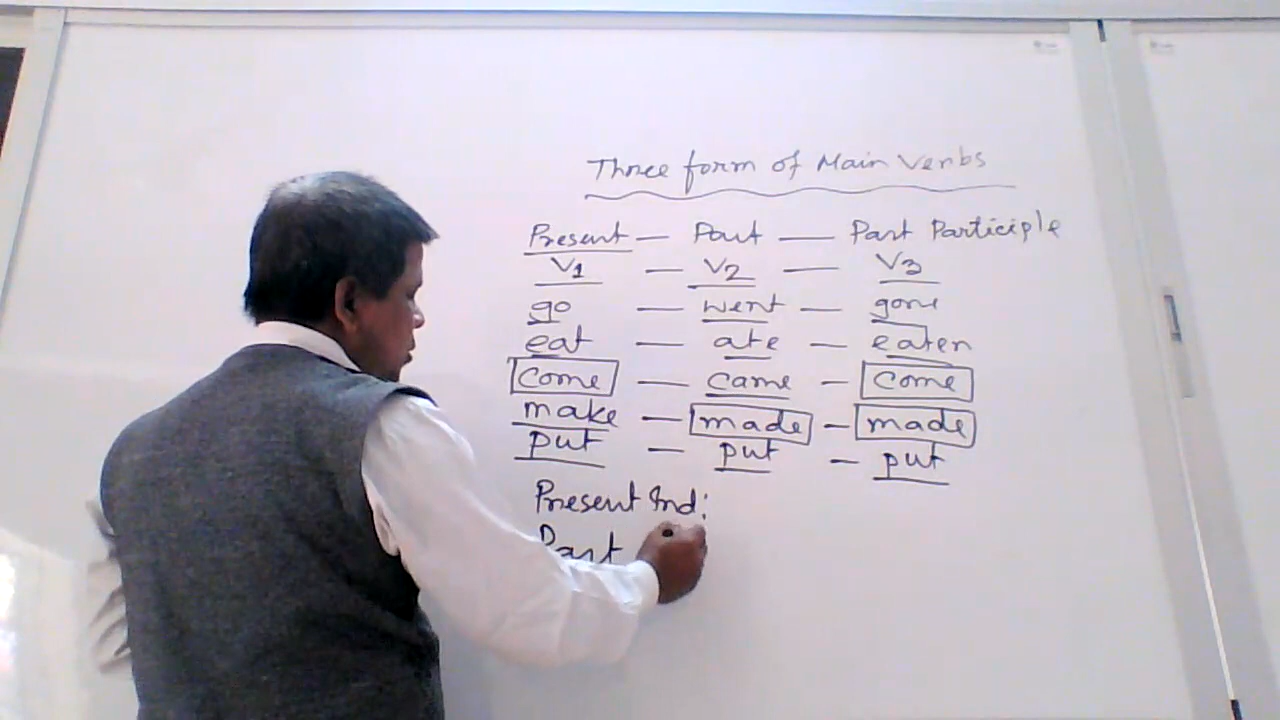 Three form of Main Verbs
Present — Past — Past Participle
V1 — V2 — V3
go — went — gone
eat — ate — eaten
come — came — come
make — made — made
put — put — put
Present Ind:
Past